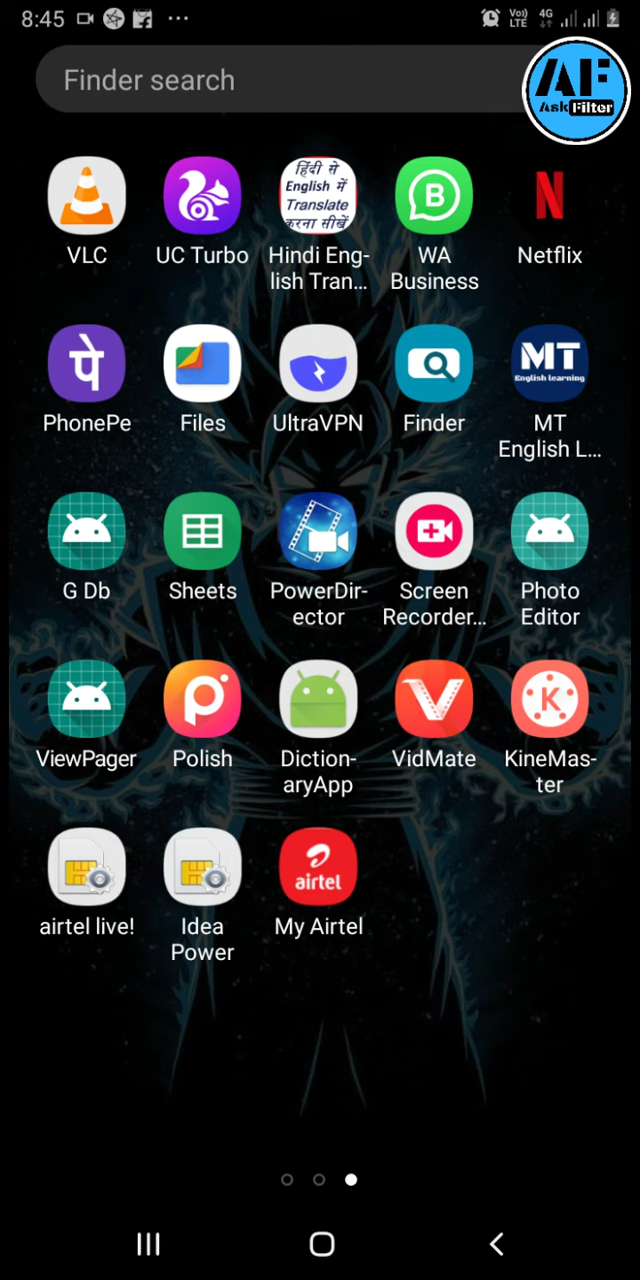 8:45
Vo))
LTE
4G
Finder search
AF
Ask Filter
हिंदी से
English में
Translate
करना सीखें
B
N
VLC
UC Turbo
Hindi Eng-
lish Tran...
WA
Business
Netflix
पे
MT
English learning
PhonePe
Files
UltraVPN
Finder
MT
English L...
G Db
Sheets
PowerDir-
ector
Screen
Recorder...
Photo
Editor
K
ViewPager
Polish
Diction-
aryApp
VidMate
KineMas-
ter
airtel
airtel live!
Idea
Power
My Airtel